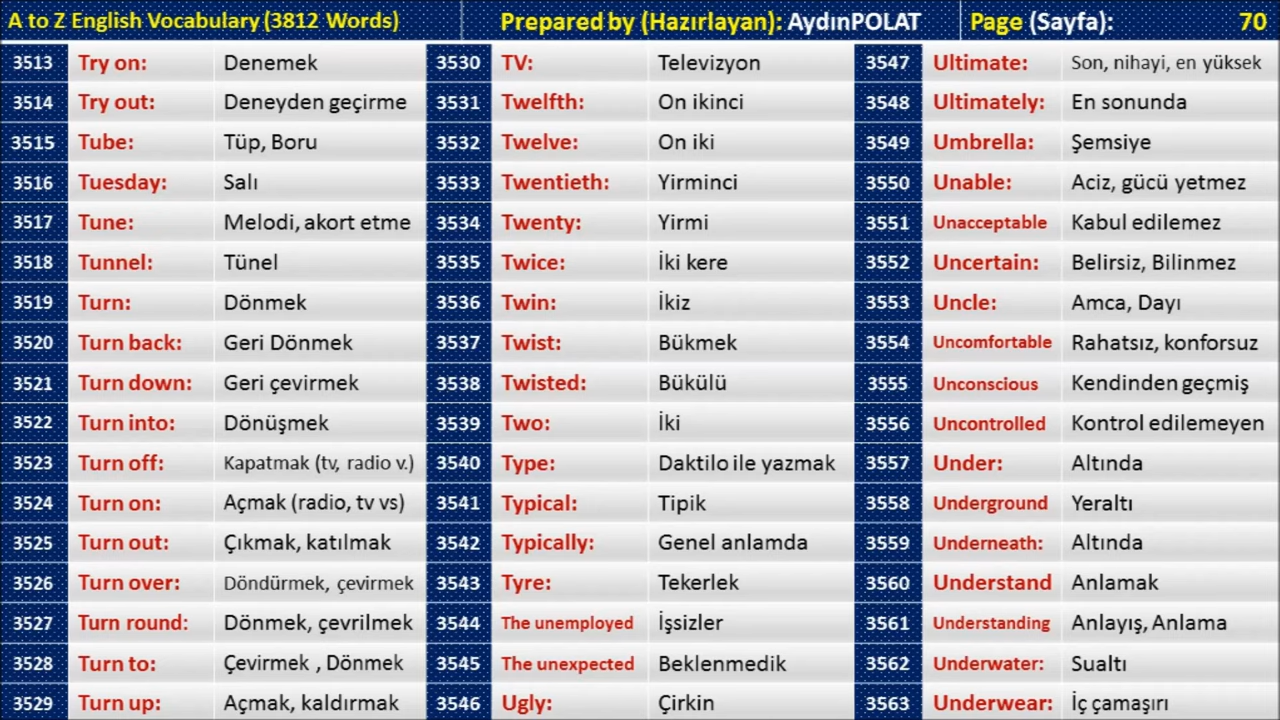 A to Z English Vocabulary (3812 Words) Prepared by (Hazırlayan): AydınPOLAT Page (Sayfa): 70
3513 Try on: Denemek 3530 TV: Televizyon 3547 Ultimate: Son, nihayi, en yüksek
3514 Try out: Deneyden geçirme 3531 Twelfth: On ikinci 3548 Ultimately: En sonunda
3515 Tube: Tüp, Boru 3532 Twelve: On iki 3549 Umbrella: Şemsiye
3516 Tuesday: Salı 3533 Twentieth: Yirminci 3550 Unable: Aciz, gücü yetmez
3517 Tune: Melodi, akort etme 3534 Twenty: Yirmi 3551 Unacceptable Kabul edilemez
3518 Tunnel: Tünel 3535 Twice: İki kere 3552 Uncertain: Belirsiz, Bilinmez
3519 Turn: Dönmek 3536 Twin: İkiz 3553 Uncle: Amca, Dayı
3520 Turn back: Geri Dönmek 3537 Twist: Bükmek 3554 Uncomfortable Rahatsız, konforsuz
3521 Turn down: Geri çevirmek 3538 Twisted: Bükülü 3555 Unconscious Kendinden geçmiş
3522 Turn into: Dönüşmek 3539 Two: İki 3556 Uncontrolled Kontrol edilemeyen
3523 Turn off: Kapatmak (tv, radio v.) 3540 Type: Daktilo ile yazmak 3557 Under: Altında
3524 Turn on: Açmak (radio, tv vs) 3541 Typical: Tipik 3558 Underground Yeraltı
3525 Turn out: Çıkmak, katılmak 3542 Typically: Genel anlamda 3559 Underneath: Altında
3526 Turn over: Döndürmek, çevirmek 3543 Tyre: Tekerlek 3560 Understand Anlamak
3527 Turn round: Dönmek, çevrilmek 3544 The unemployed İşsizler 3561 Understanding Anlayış, Anlama
3528 Turn to: Çevirmek , Dönmek 3545 The unexpected Beklenmedik 3562 Underwater: Sualtı
3529 Turn up: Açmak, kaldırmak 3546 Ugly: Çirkin 3563 Underwear: İç çamaşırı